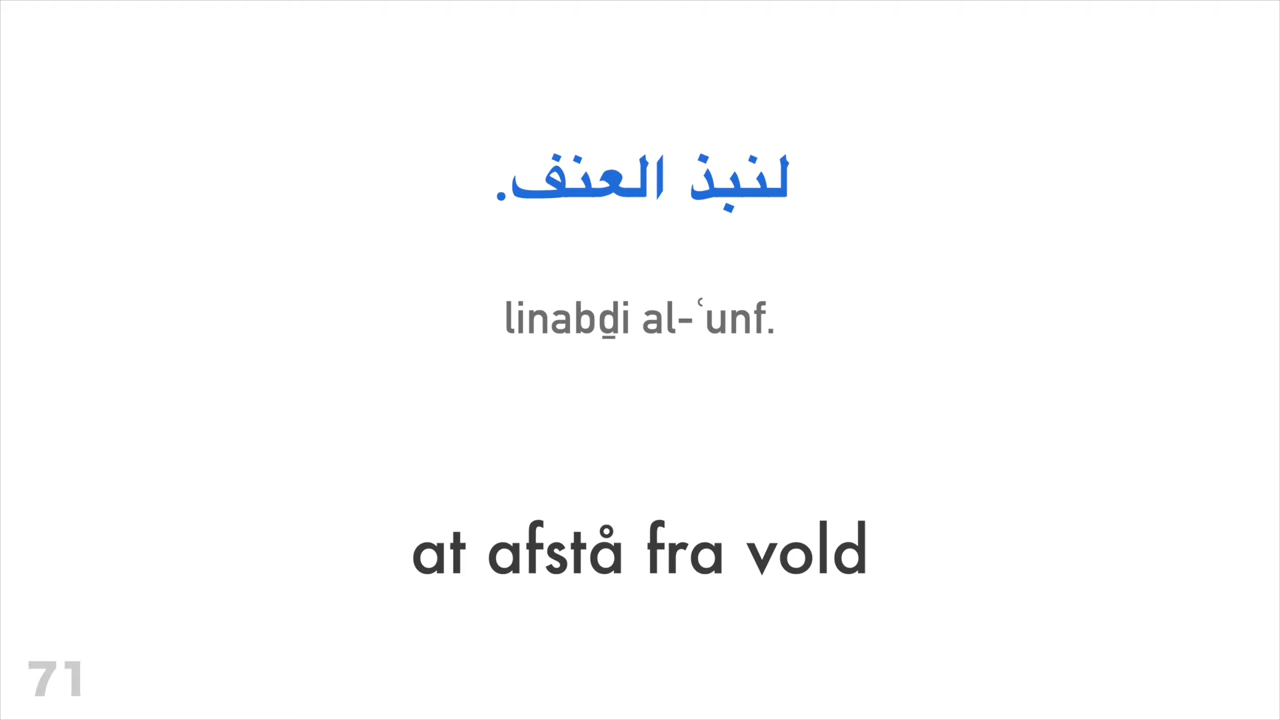 لنبذ العنف.
linabḏi al-ʿunf.
at afstå fra vold
71